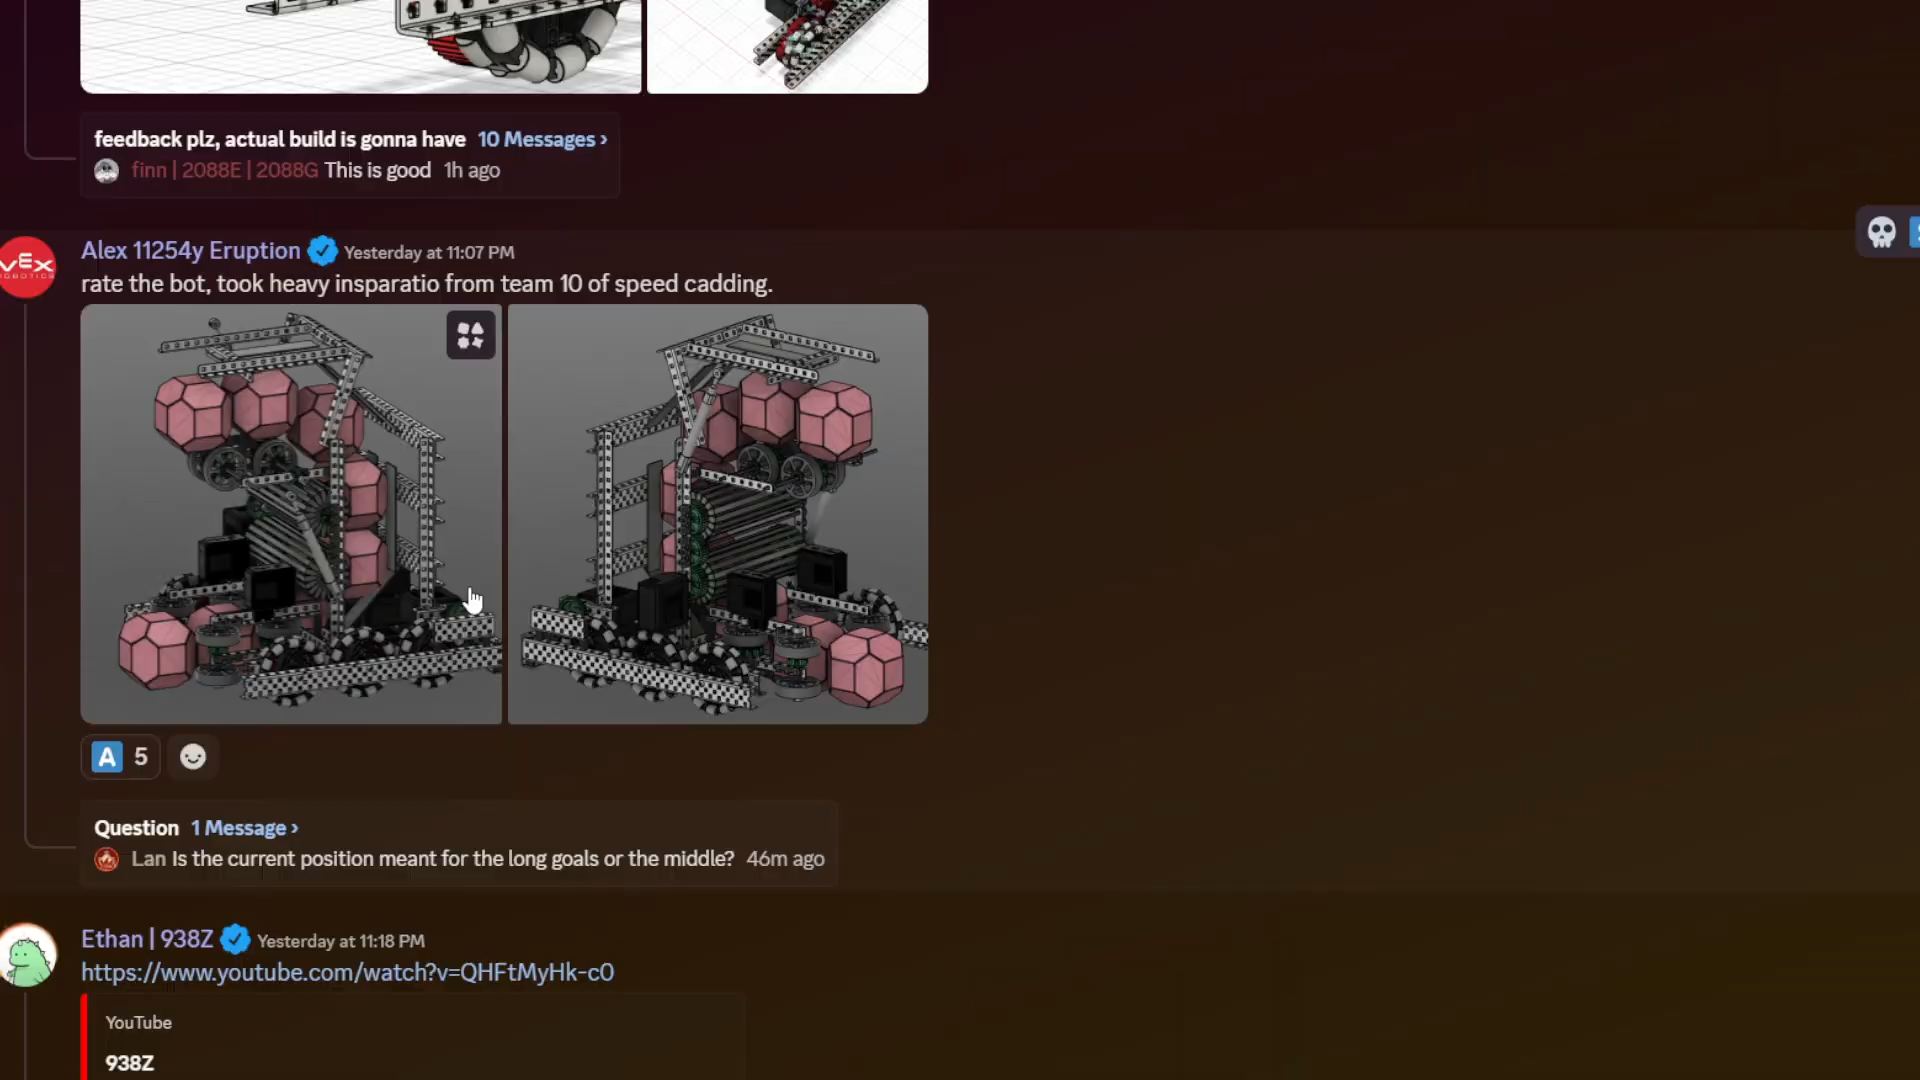 feedback plz, actual build is gonna have 10 Messages ›
finn | 2088E | 2088G This is good 1h ago
VEX
ROBOTICS
Alex 11254y Eruption Yesterday at 11:07 PM
rate the bot, took heavy insparatio from team 10 of speed cadding.
A 5
Question 1 Message ›
Lan Is the current position meant for the long goals or the middle? 46m ago
Ethan | 938Z Yesterday at 11:18 PM
https://www.youtube.com/watch?v=QHFtMyHk-c0
YouTube
938Z